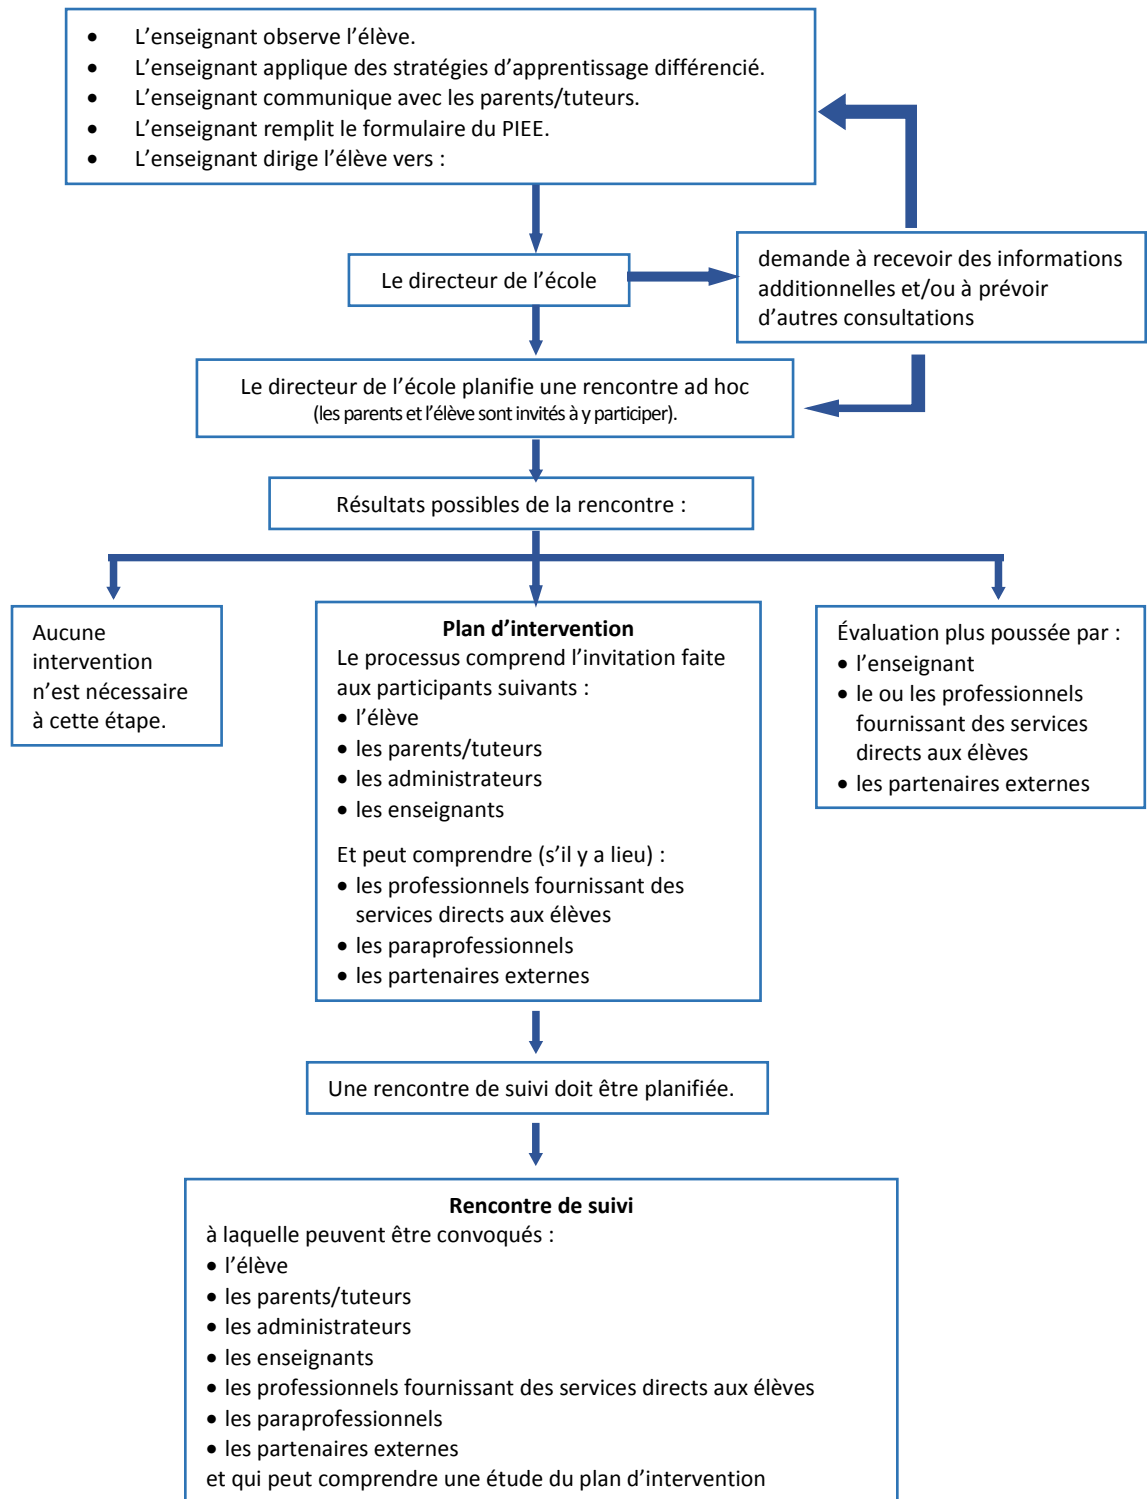 • L’enseignant observe l’élève.
• L’enseignant applique des stratégies d’apprentissage différencié.
• L’enseignant communique avec les parents/tuteurs.
• L’enseignant remplit le formulaire du PIEE.
• L’enseignant dirige l’élève vers :
Le directeur de l’école
demande à recevoir des informations
additionnelles et/ou à prévoir
d’autres consultations
Le directeur de l’école planifie une rencontre ad hoc
(les parents et l’élève sont invités à y participer).
Résultats possibles de la rencontre :
Aucune
intervention
n’est nécessaire
à cette étape.
Plan d’intervention
Le processus comprend l’invitation faite
aux participants suivants :
• l’élève
• les parents/tuteurs
• les administrateurs
• les enseignants
Et peut comprendre (s’il y a lieu) :
• les professionnels fournissant des
services directs aux élèves
• les paraprofessionnels
• les partenaires externes
Évaluation plus poussée par :
• l’enseignant
• le ou les professionnels
fournissant des services
directs aux élèves
• les partenaires externes
Une rencontre de suivi doit être planifiée.
Rencontre de suivi
à laquelle peuvent être convoqués :
• l’élève
• les parents/tuteurs
• les administrateurs
• les enseignants
• les professionnels fournissant des services directs aux élèves
• les paraprofessionnels
• les partenaires externes
et qui peut comprendre une étude du plan d’intervention